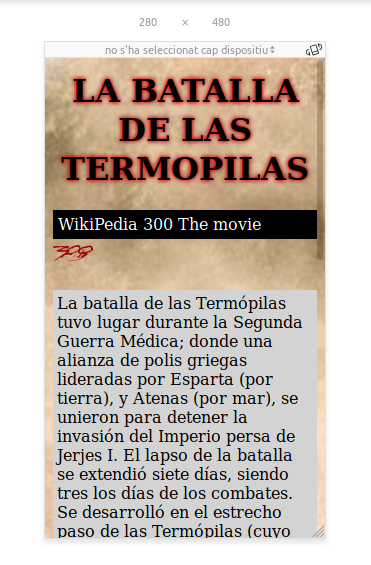 280 × 480
no s'ha seleccionat cap dispositiu
LA BATALLA
DE LAS
TERMOPILAS
WikiPedia 300 The movie
300
La batalla de las Termópilas
tuvo lugar durante la Segunda
Guerra Médica; donde una
alianza de polis griegas
lideradas por Esparta (por
tierra), y Atenas (por mar), se
unieron para detener la
invasión del Imperio persa de
Jerjes I. El lapso de la batalla
se extendió siete días, siendo
tres los días de los combates.
Se desarrolló en el estrecho
paso de las Termópilas (cuyo